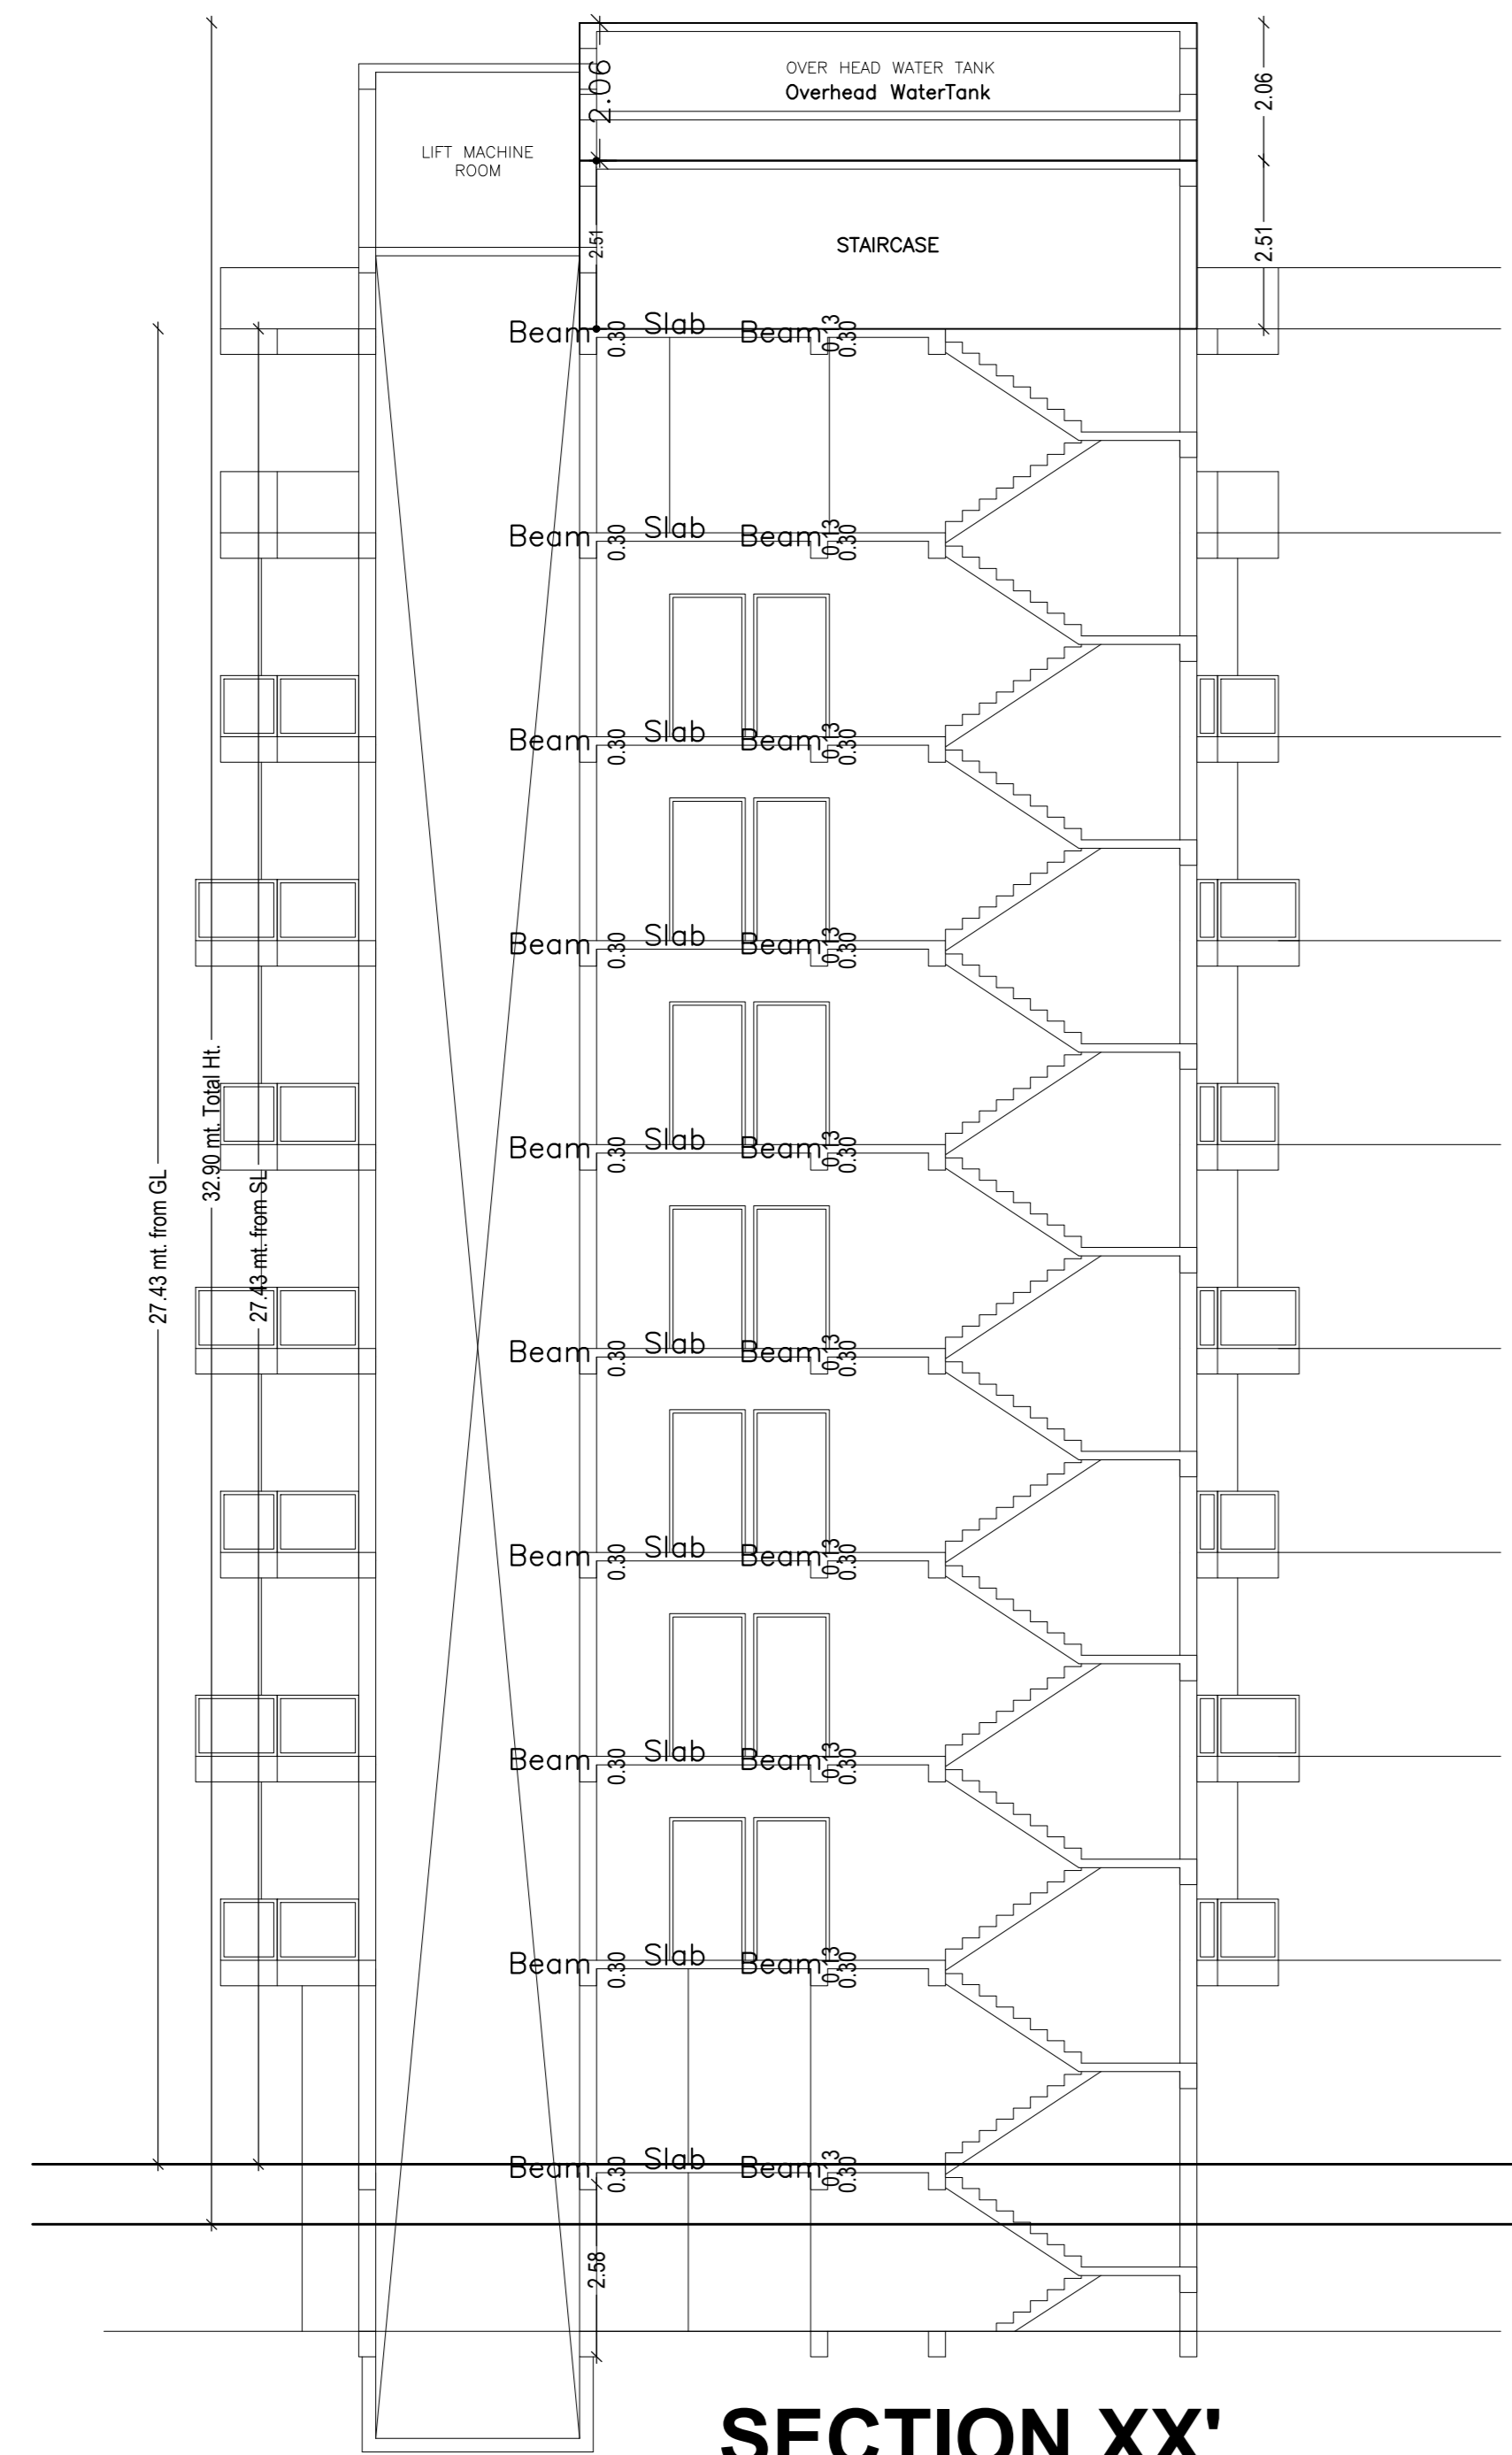 OVER HEAD WATER TANK
Overhead WaterTank
2.06
2.06
LIFT MACHINE
ROOM
2.51
STAIRCASE
2.51
Beam 0.30 Slab Beam 0.13 0.30
Beam 0.30 Slab Beam 0.13 0.30
Beam 0.30 Slab Beam 0.13 0.30
Beam 0.30 Slab Beam 0.13 0.30
32.90 mt. Total Ht.
27.43 mt. from GL
27.43 mt. from SL
Beam 0.30 Slab Beam 0.13 0.30
Beam 0.30 Slab Beam 0.13 0.30
Beam 0.30 Slab Beam 0.13 0.30
Beam 0.30 Slab Beam 0.13 0.30
Beam 0.30 Slab Beam 0.13 0.30
Beam 0.30 Slab Beam 0.13 0.30
2.58
SECTION XX'